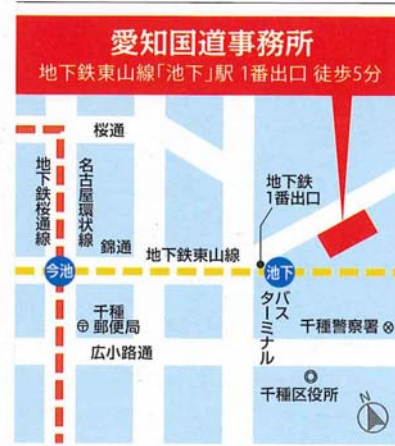 愛知国道事務所
地下鉄東山線「池下」駅 1番出口 徒歩5分
桜通
地下鉄桜通線
名古屋環状線
地下鉄
1番出口
錦通
地下鉄東山線
今池
池下
バス
ターミナル
千種
郵便局
千種警察署
広小路通
千種区役所
N